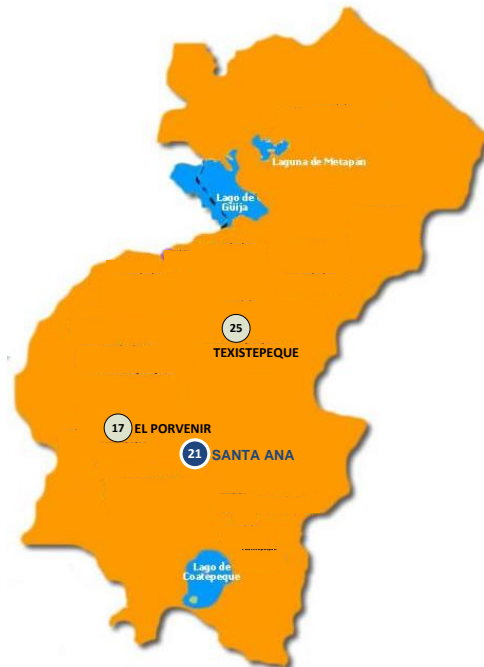 Laguna de Metapán
Lago de
Güija
25
TEXISTEPEQUE
17 EL PORVENIR
21 SANTA ANA
Lago de
Coatepeque